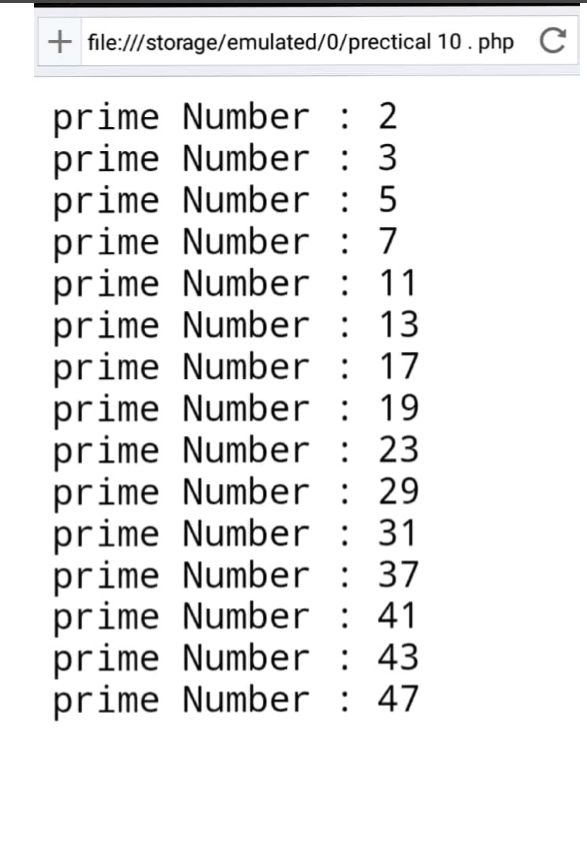 file:///storage/emulated/0/prectical 10 . php
prime Number : 2
prime Number : 3
prime Number : 5
prime Number : 7
prime Number : 11
prime Number : 13
prime Number : 17
prime Number : 19
prime Number : 23
prime Number : 29
prime Number : 31
prime Number : 37
prime Number : 41
prime Number : 43
prime Number : 47